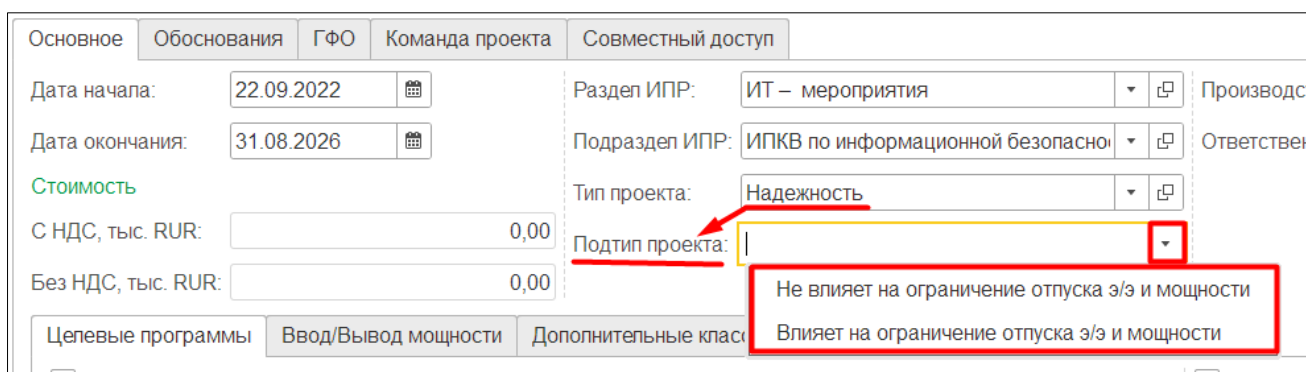 Основное Обоснования ГФО Команда проекта Совместный доступ
Дата начала: 22.09.2022 Раздел ИПР: ИТ – мероприятия Производс
Дата окончания: 31.08.2026 Подраздел ИПР: ИПКВ по информационной безопасно Ответствен
Стоимость
Тип проекта: Надежность
С НДС, тыс. RUR: 0,00 Подтип проекта:
Без НДС, тыс. RUR: 0,00 Не влияет на ограничение отпуска э/э и мощности
Целевые программы Ввод/Вывод мощности Дополнительные клас Влияет на ограничение отпуска э/э и мощности